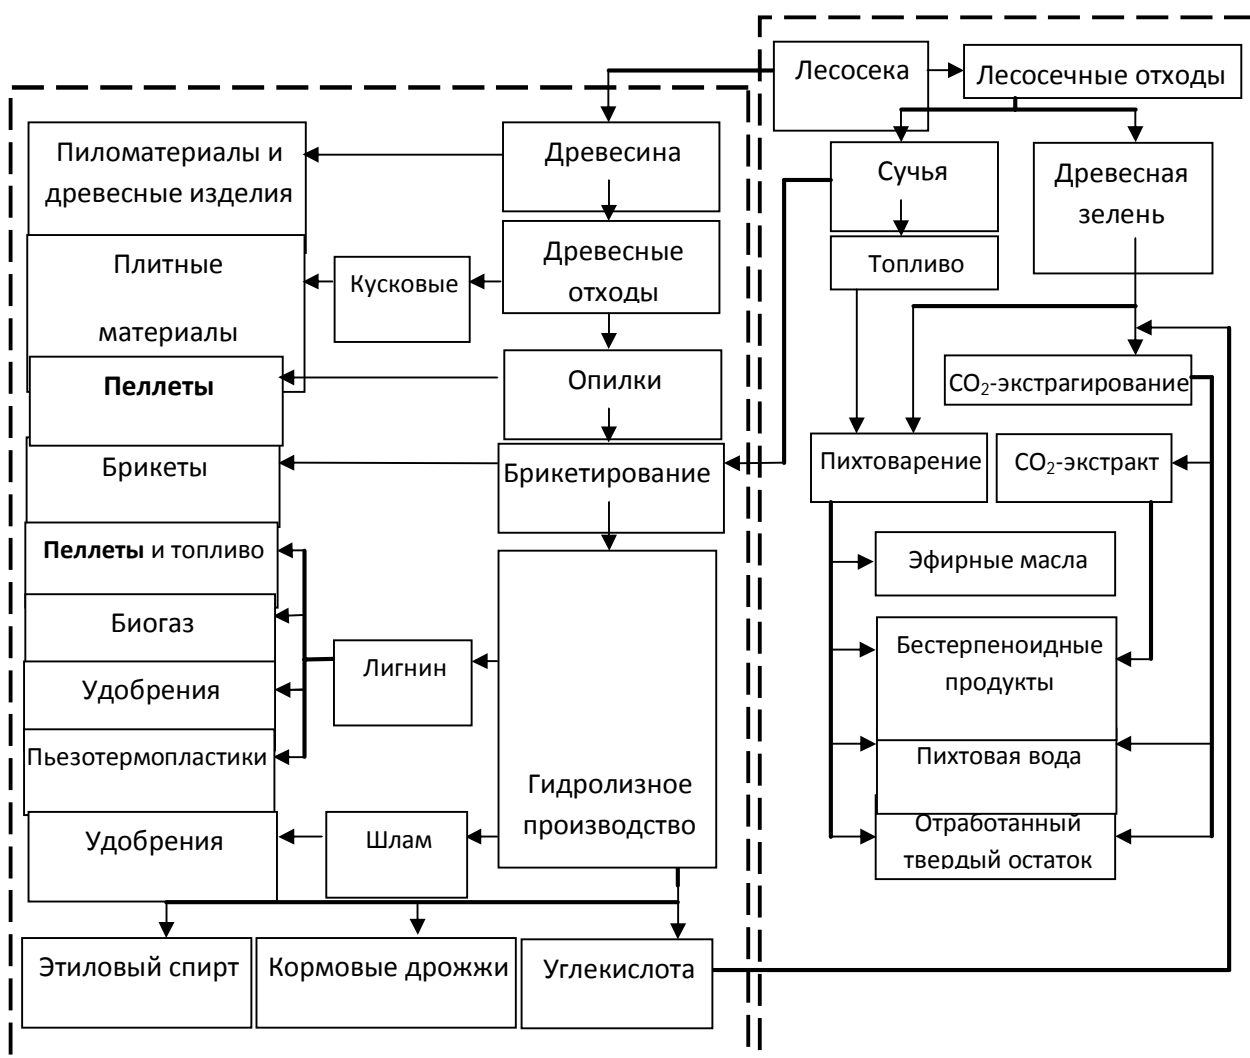 Лесосека
Лесосечные отходы
Пиломатериалы и
древесные изделия
Древесина
Сучья
Древесная
зелень
Плитные
материалы
Кусковые
Древесные
отходы
Топливо
Пеллеты
Опилки
CO₂-экстрагирование
Брикеты
Брикетирование
Пихтоварение
CO₂-экстракт
Пеллеты и топливо
Эфирные масла
Биогаз
Лигнин
Бестерпеноидные
продукты
Удобрения
Пьезотермопластики
Пихтовая вода
Гидролизное
производство
Удобрения
Шлам
Отработанный
твердый остаток
Этиловый спирт
Кормовые дрожжи
Углекислота